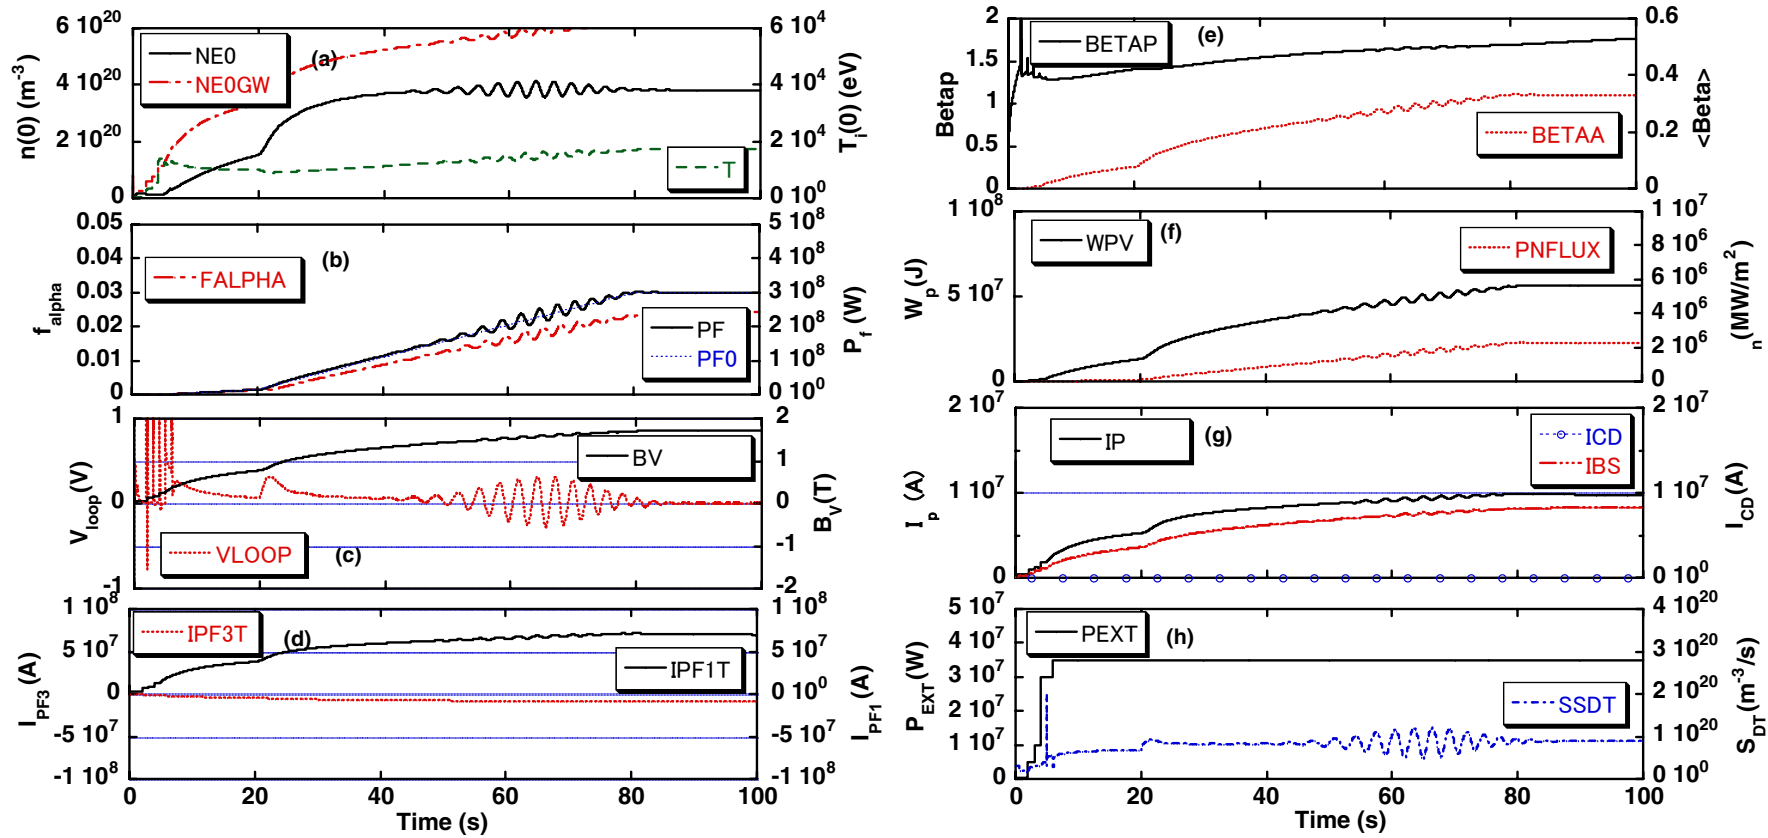 6 10^20
4 10^20
2 10^20
0
n(0) (m^-3)
NE0
NE0GW
(a)
T
6 10^4
4 10^4
2 10^4
0 10^0
T_i(0) (eV)
0.05
0.04
0.03
0.02
0.01
0
f_alpha
FALPHA
(b)
PF
PF0
5 10^8
4 10^8
3 10^8
2 10^8
1 10^8
0 10^0
P_f (W)
1
0
-1
V_loop (V)
BV
VLOOP
(c)
2
1
0
-1
-2
B_V(T)
1 10^8
5 10^7
0
-5 10^7
-1 10^8
I_PF3 (A)
IPF3T
(d)
IPF1T
1 10^8
5 10^7
0 10^0
-5 10^7
-1 10^8
I_PF1 (A)
0 20 40 60 80 100
Time (s)
2
1.5
1
0.5
0
Betap
BETAP
(e)
BETAA
0.6
0.4
0.2
0
<Beta>
1 10^8
5 10^7
0
W_p(J)
WPV
(f)
PNFLUX
1 10^7
8 10^6
6 10^6
4 10^6
2 10^6
0
n(MW/m^2)
2 10^7
1 10^7
0
I_p (A)
IP
(g)
ICD
IBS
2 10^7
1 10^7
0 10^0
I_CD(A)
5 10^7
4 10^7
3 10^7
2 10^7
1 10^7
0
P_EXT(W)
PEXT
(h)
SSDT
4 10^20
3 10^20
2 10^20
1 10^20
0 10^0
S_DT(m^-3/s)
0 20 40 60 80 100
Time (s)